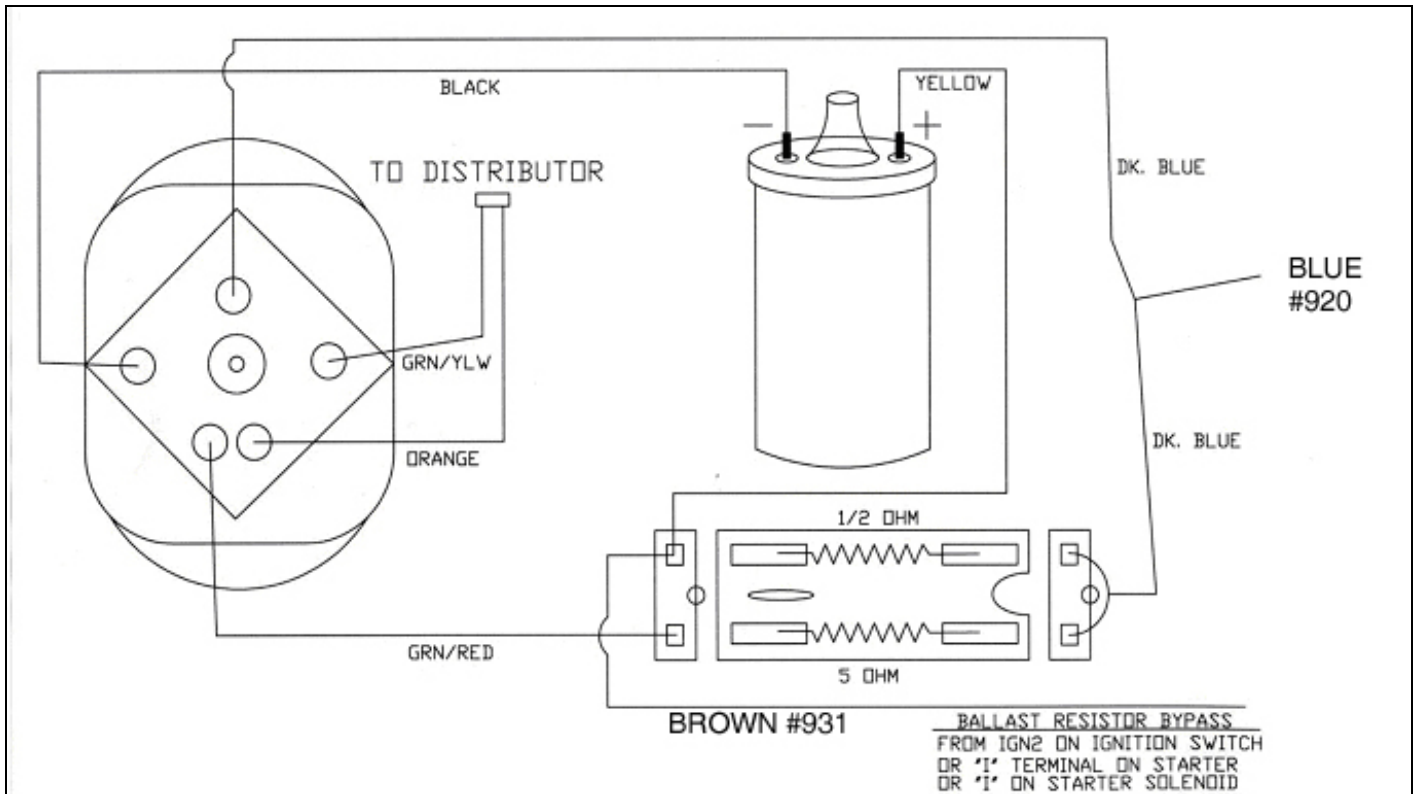 BLACK
YELLOW
−
+
TO DISTRIBUTOR
DK. BLUE
BLUE
#920
GRN/YLW
DK. BLUE
ORANGE
1/2 OHM
GRN/RED
5 OHM
BROWN #931
BALLAST RESISTOR BYPASS
FROM IGN2 ON IGNITION SWITCH
OR "I" TERMINAL ON STARTER
OR "I" ON STARTER SOLENOID